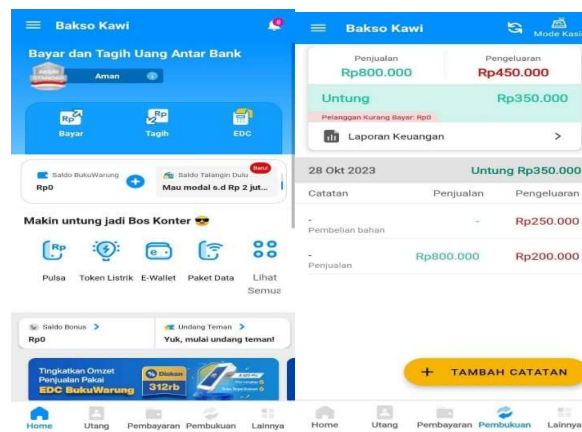 Bakso Kawi
Bayar dan Tagih Uang Antar Bank
Aman
Bayar
Tagih
EDC
Saldo BukuWarung
Rp0
Saldo Talangin Dulu
Baru!
Mau modal s.d Rp 2 jut...
Makin untung jadi Bos Konter 😎
Pulsa
Token Listrik
E-Wallet
Paket Data
Lihat
Semua
Saldo Bonus >
Rp0
Undang Teman >
Yuk, mulai undang teman!
Tingkatkan Omzet
Penjualan Pakai
EDC BukuWarung
Diskon
312rb
Home
Utang
Pembayaran
Pembukuan
Lainnya
Bakso Kawi
Mode Kasir
Penjualan
Rp800.000
Pengeluaran
Rp450.000
Untung
Rp350.000
Pelanggan Kurang Bayar: Rp0
Laporan Keuangan >
28 Okt 2023
Untung Rp350.000
Catatan
Penjualan
Pengeluaran
-
Pembelian bahan
-
Rp250.000
-
Penjualan
Rp800.000
Rp200.000
+ TAMBAH CATATAN
Home
Utang
Pembayaran
Pembukuan
Lainnya